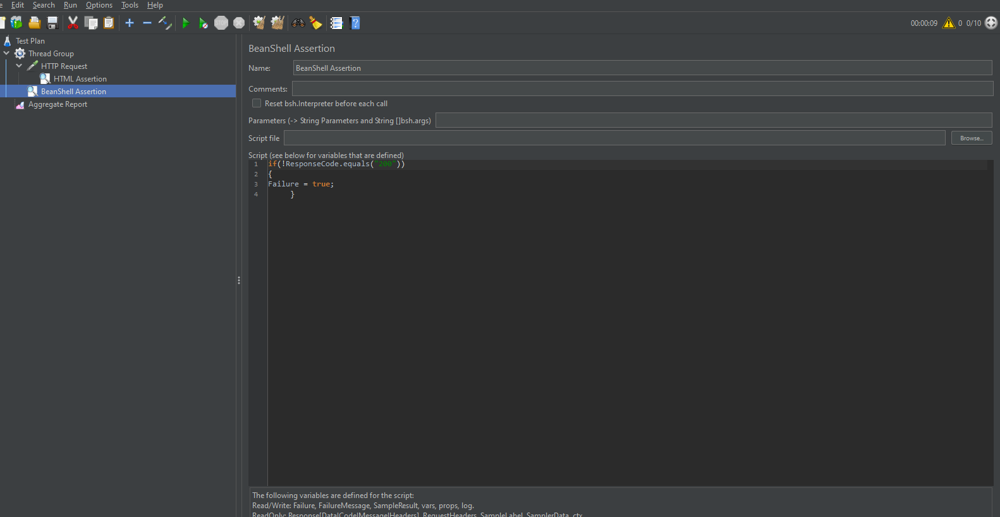 e Edit Search Run Options Tools Help
00:00:09 0 0/10
Test Plan
Thread Group
HTTP Request
HTML Assertion
BeanShell Assertion
Aggregate Report
BeanShell Assertion
Name: BeanShell Assertion
Comments:
Reset bsh.Interpreter before each call
Parameters (-> String Parameters and String []bsh.args)
Script file Browse...
Script (see below for variables that are defined)
1 if(!ResponseCode.equals("200"))
2 {
3 Failure = true;
4 }
The following variables are defined for the script:
Read/Write: Failure, FailureMessage, SampleResult, vars, props, log.
ReadOnly: Response[Data|Code|Message|Headers], RequestHeaders, SampleLabel, SamplerData, ctx